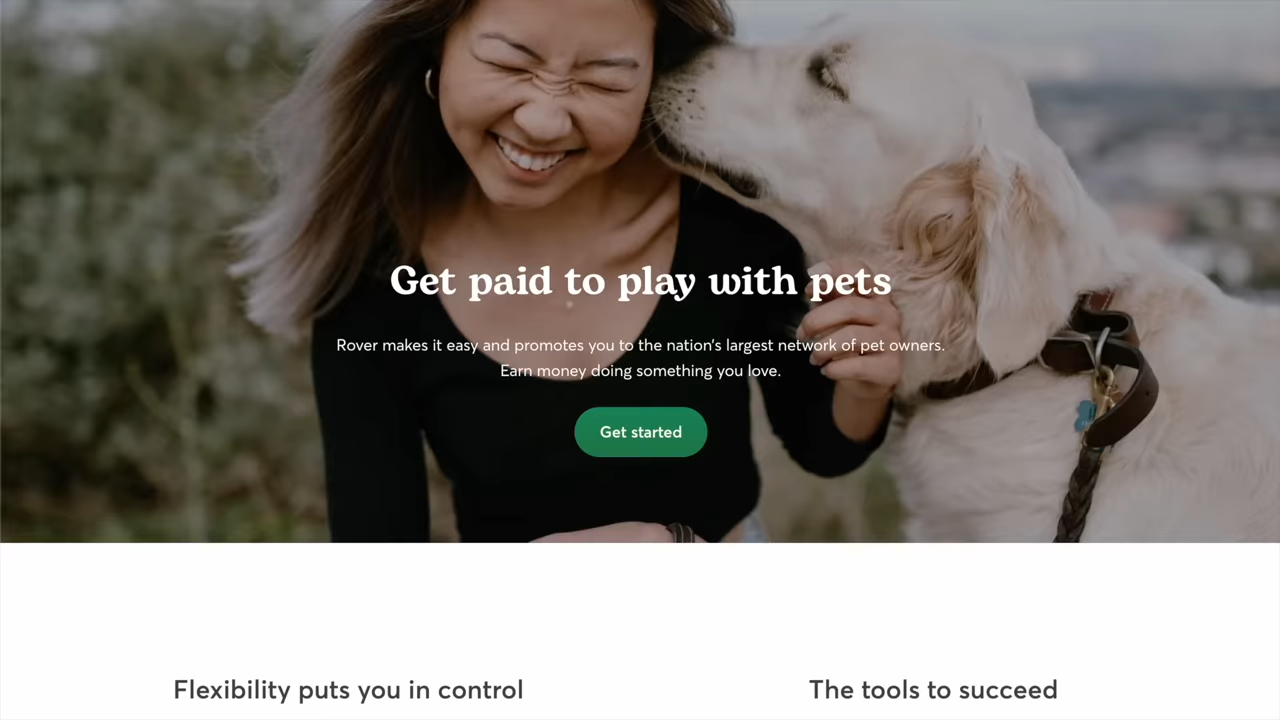 Get paid to play with pets
Rover makes it easy and promotes you to the nation's largest network of pet owners.
Earn money doing something you love.
Get started
Flexibility puts you in control
The tools to succeed